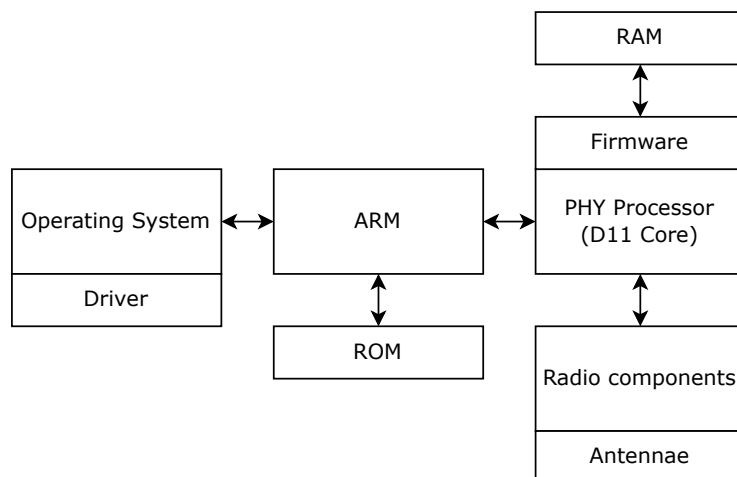 RAM
Firmware
Operating System
ARM
PHY Processor
(D11 Core)
Driver
ROM
Radio components
Antennae